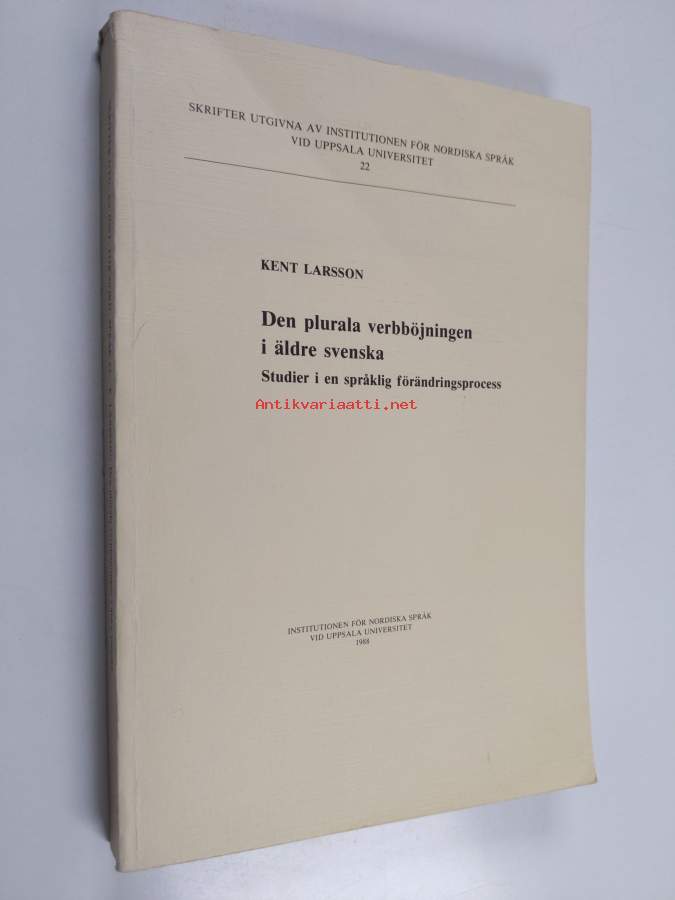 SKRIFTER UTGIVNA AV INSTITUTIONEN FÖR NORDISKA SPRÅK
VID UPPSALA UNIVERSITET
22
KENT LARSSON
Den plurala verbböjningen
i äldre svenska
Studier i en språklig förändringsprocess
Antikvariaatti.net
INSTITUTIONEN FÖR NORDISKA SPRÅK
VID UPPSALA UNIVERSITET
1988